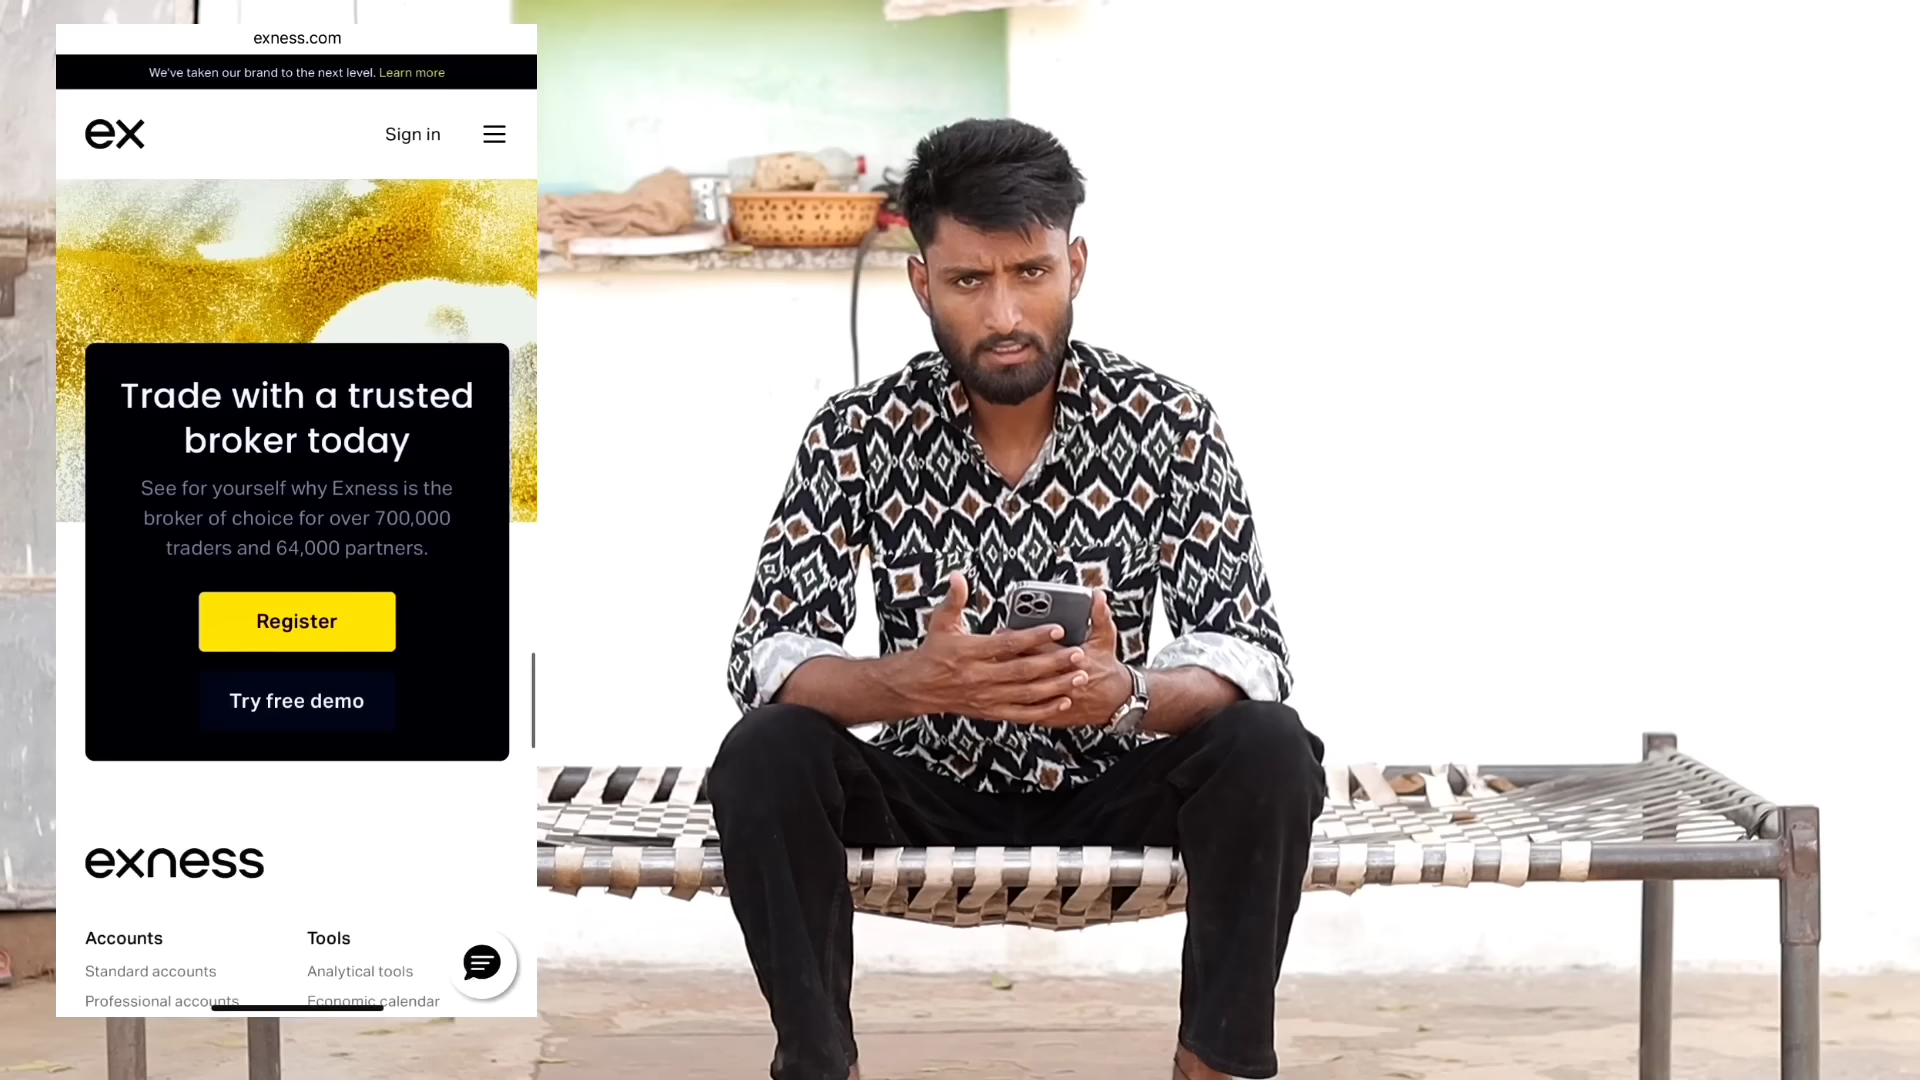 exness.com
We've taken our brand to the next level. Learn more
ex
Sign in
Trade with a trusted
broker today
See for yourself why Exness is the
broker of choice for over 700,000
traders and 64,000 partners.
Register
Try free demo
exness
Accounts
Standard accounts
Professional accounts
Tools
Analytical tools
Economic calendar